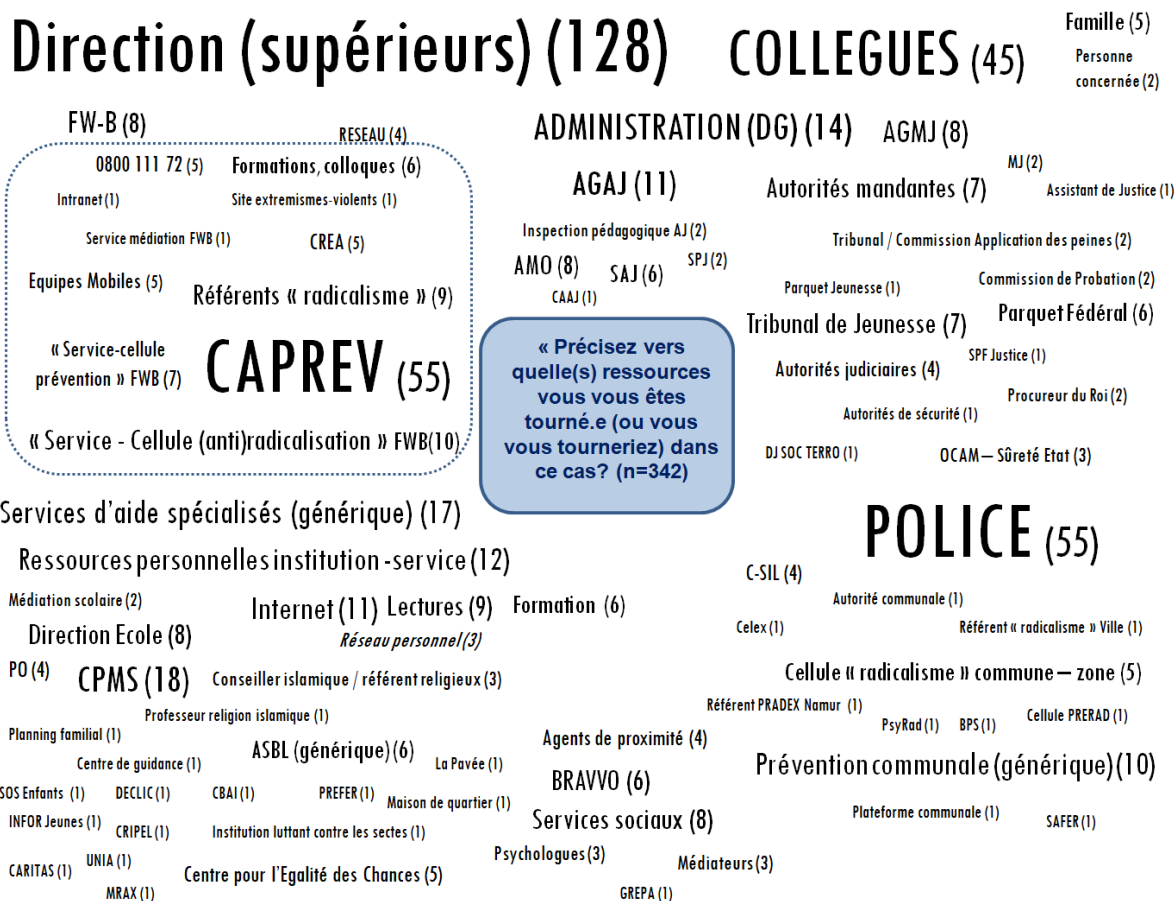 Direction (supérieurs) (128)
COLLEGUES (45)
Famille (5)
Personne
concernée (2)
FW-B (8)
RESEAU (4)
0800 111 72 (5)
Formations, colloques (6)
Intranet (1)
Site extremismes-violents (1)
Service médiation FWB (1)
CREA (5)
Equipes Mobiles (5)
Référents « radicalisme » (9)
« Service-cellule
prévention » FWB (7)
CAPREV (55)
« Service - Cellule (anti)radicalisation » FWB(10)
ADMINISTRATION (DG) (14)
AGMJ (8)
AGAJ (11)
MJ (2)
Autorités mandantes (7)
Assistant de Justice (1)
Inspection pédagogique AJ (2)
Tribunal / Commission Application des peines (2)
AMO (8)
SAJ (6)
SPJ (2)
CAAJ (1)
Parquet Jeunesse (1)
Commission de Probation (2)
Tribunal de Jeunesse (7)
Parquet Fédéral (6)
Autorités judiciaires (4)
SPF Justice (1)
Procureur du Roi (2)
Autorités de sécurité (1)
DJ SOC TERRO (1)
OCAM – Sûreté Etat (3)
« Précisez vers
quelle(s) ressources
vous vous êtes
tourné.e (ou vous
vous tourneriez) dans
ce cas? (n=342)
Services d'aide spécialisés (générique) (17)
Ressources personnelles institution -service (12)
Médiation scolaire (2)
Internet (11)
Lectures (9)
Formation (6)
Direction Ecole (8)
Réseau personnel (3)
PO (4)
CPMS (18)
Conseiller islamique / référent religieux (3)
Professeur religion islamique (1)
Planning familial (1)
Centre de guidance (1)
ASBL (générique) (6)
La Pavée (1)
SOS Enfants (1)
DECLIC (1)
CBAI (1)
PREFER (1)
Maison de quartier (1)
INFOR Jeunes (1)
CRIPEL (1)
Institution luttant contre les sectes (1)
CARITAS (1)
UNIA (1)
Centre pour l'Egalité des Chances (5)
MRAX (1)
POLICE (55)
C-SIL (4)
Autorité communale (1)
Celex (1)
Référent « radicalisme » Ville (1)
Cellule « radicalisme » commune – zone (5)
Référent PRADEX Namur (1)
PsyRad (1)
BPS (1)
Cellule PRERAD (1)
Agents de proximité (4)
Prévention communale (générique) (10)
BRAVVO (6)
Services sociaux (8)
Plateforme communale (1)
SAFER (1)
Psychologues (3)
Médiateurs (3)
GREPA (1)